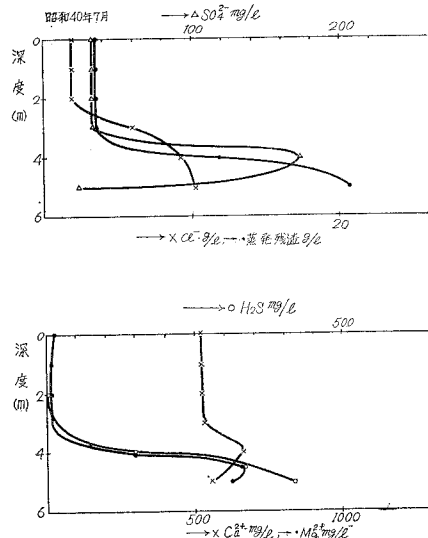 昭和40年7月
→ △ SO₄²⁻ mg/l
100
200
0
2
4
6
深度(m)
20
→ × Cl⁻ g/l → • 蒸発残渣 g/l
→ ○ H₂S mg/l
500
0
2
4
6
深度(m)
500
1000
→ × Ca²⁺ mg/l → • Mg²⁺ mg/l